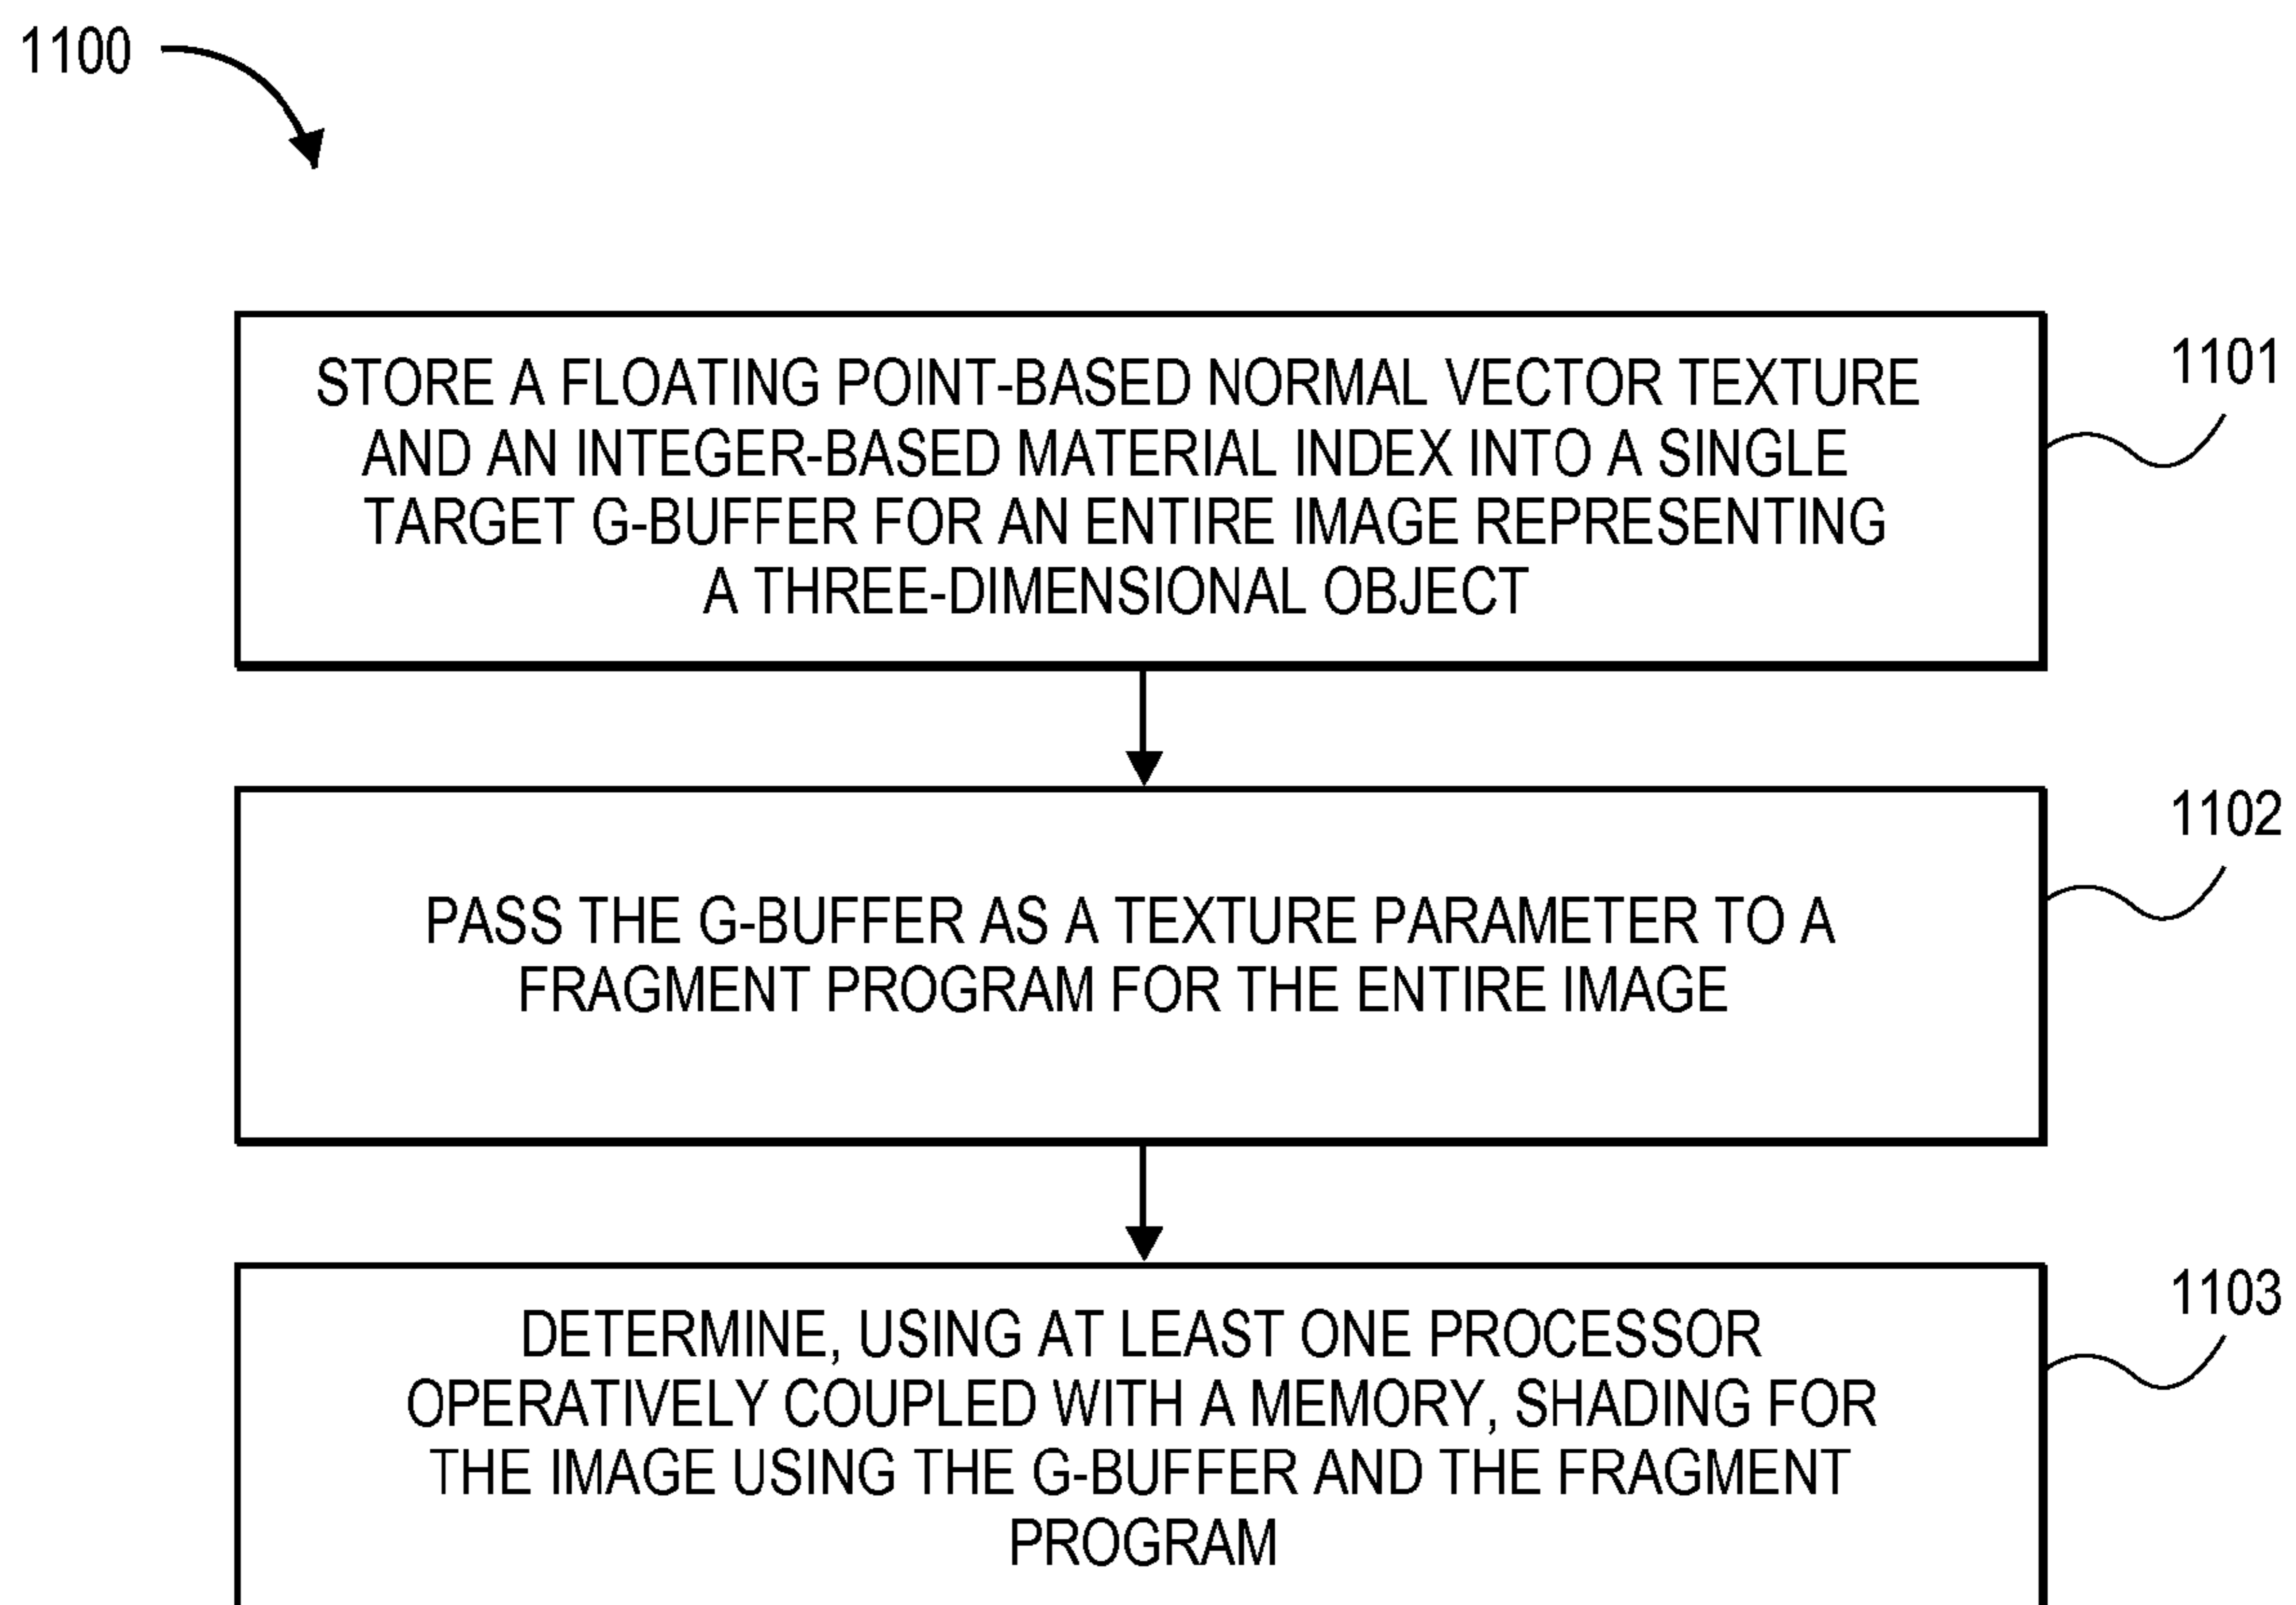 1100
STORE A FLOATING POINT-BASED NORMAL VECTOR TEXTURE
AND AN INTEGER-BASED MATERIAL INDEX INTO A SINGLE
TARGET G-BUFFER FOR AN ENTIRE IMAGE REPRESENTING
A THREE-DIMENSIONAL OBJECT
1101
PASS THE G-BUFFER AS A TEXTURE PARAMETER TO A
FRAGMENT PROGRAM FOR THE ENTIRE IMAGE
1102
DETERMINE, USING AT LEAST ONE PROCESSOR
OPERATIVELY COUPLED WITH A MEMORY, SHADING FOR
THE IMAGE USING THE G-BUFFER AND THE FRAGMENT
PROGRAM
1103